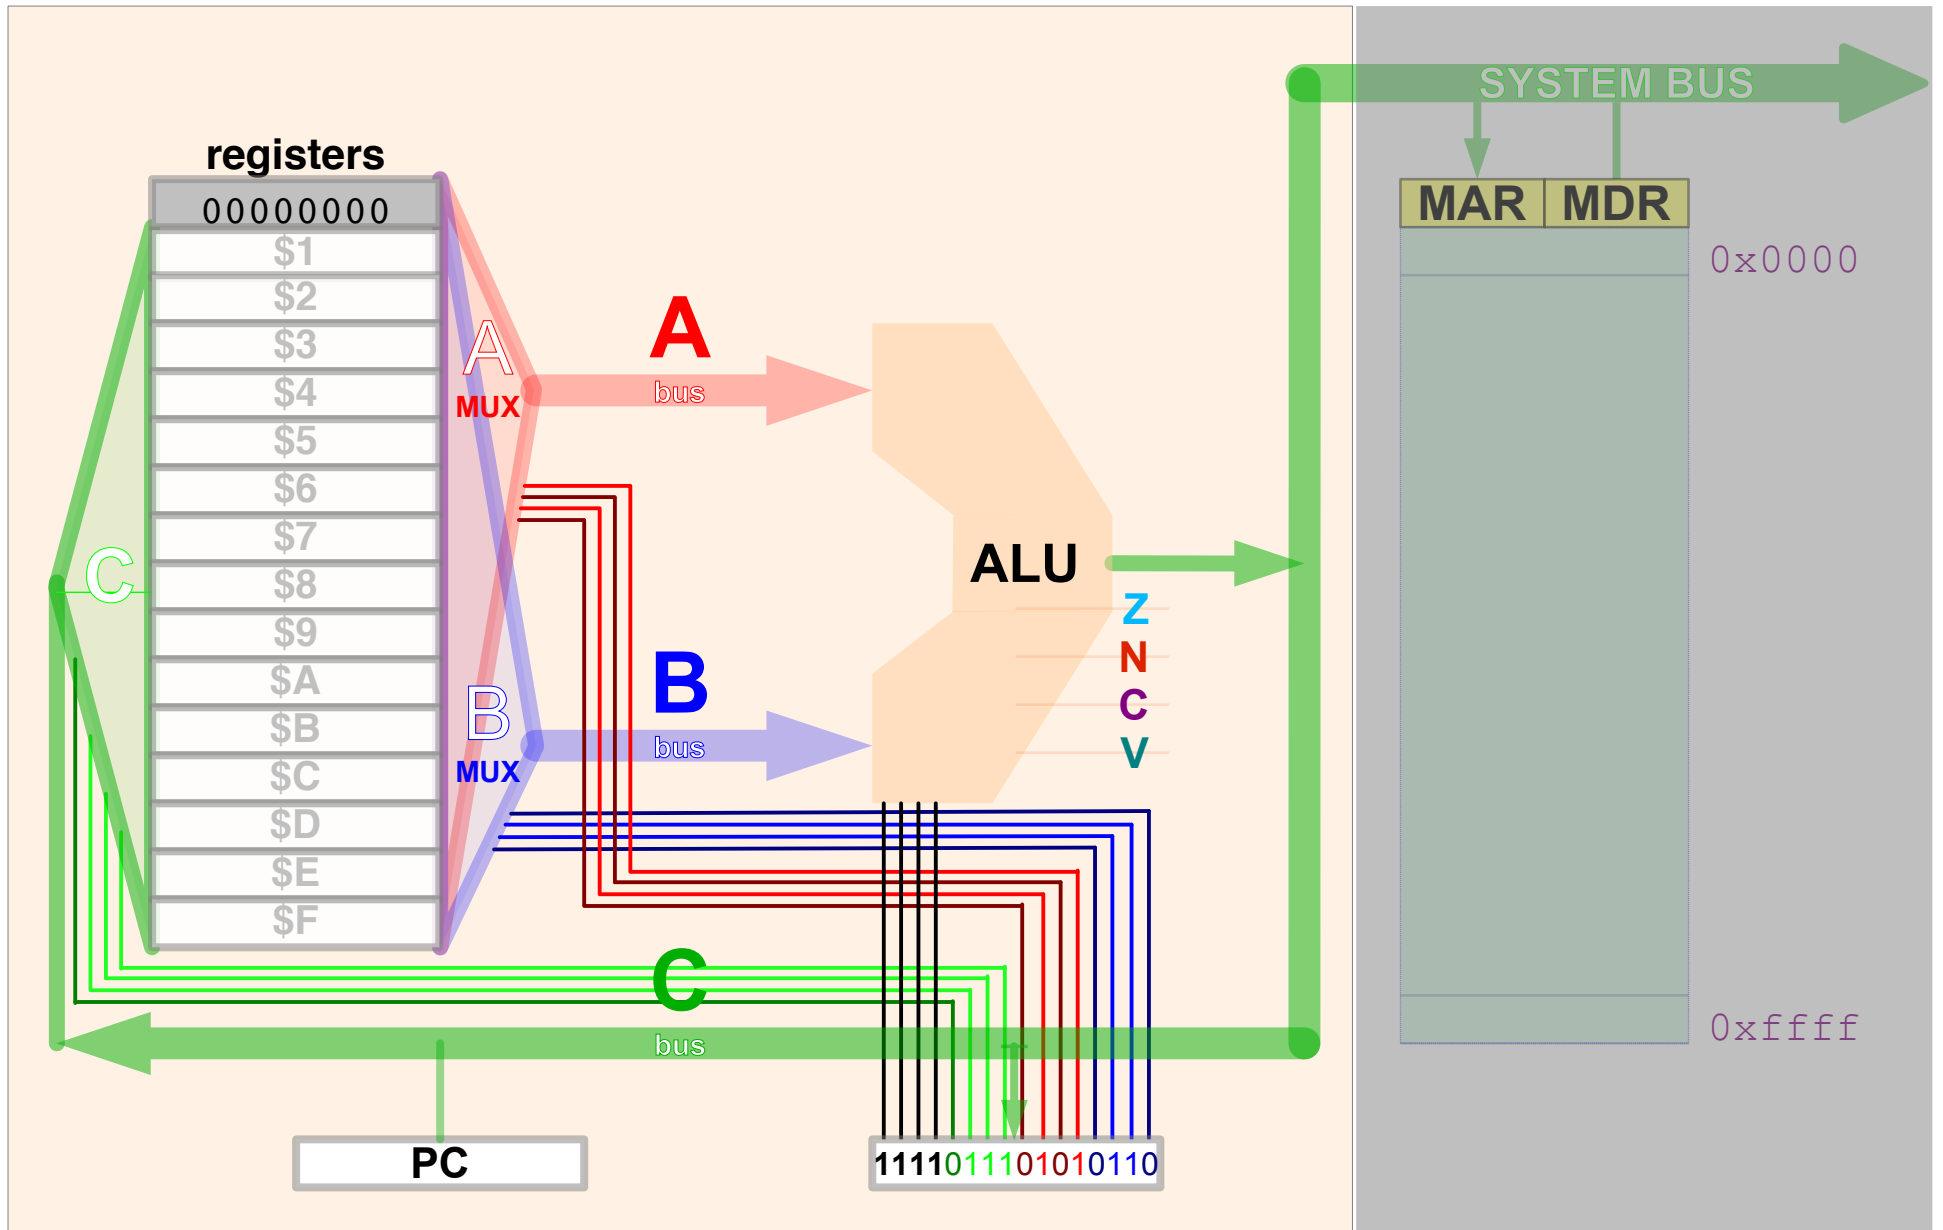 SYSTEM BUS
registers
00000000
MAR MDR
$1
0x0000
$2
$3
A
A
MUX
bus
$4
$5
$6
$7
C
ALU
$8
Z
$9
N
$A
B
B
C
$B
bus
V
$C
MUX
$D
$E
$F
C
0xffff
bus
PC
1111011101010110